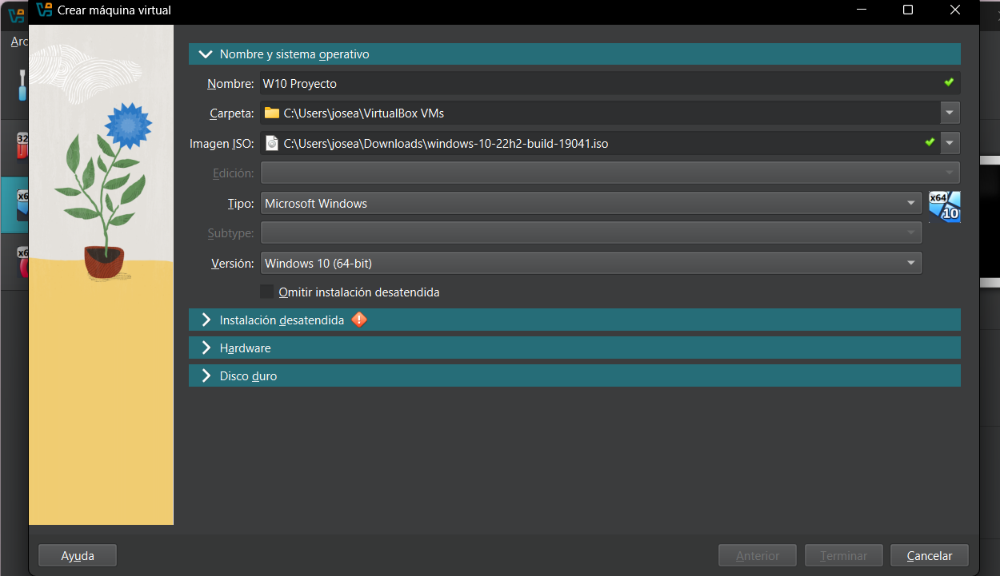 Crear máquina virtual
Arc
Nombre y sistema operativo
Nombre: W10 Proyecto
Carpeta: C:\Users\josea\VirtualBox VMs
Imagen ISO: C:\Users\josea\Downloads\windows-10-22h2-build-19041.iso
Edición:
Tipo: Microsoft Windows
x64
10
Subtype:
Versión: Windows 10 (64-bit)
Omitir instalación desatendida
Instalación desatendida
Hardware
Disco duro
32
x6
x6
Ayuda
Anterior
Terminar
Cancelar